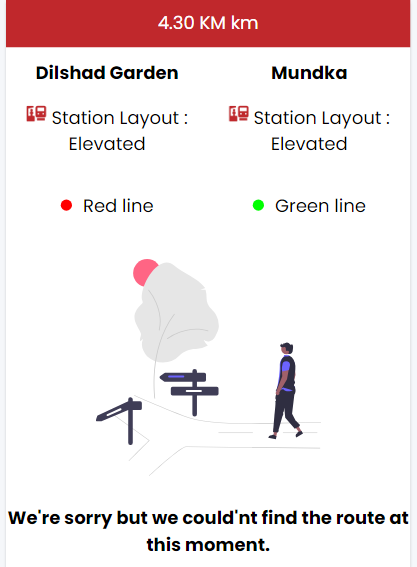 4.30 KM km
Dilshad Garden
Mundka
Station Layout :
Elevated
Station Layout :
Elevated
Red line
Green line
We're sorry but we could'nt find the route at
this moment.